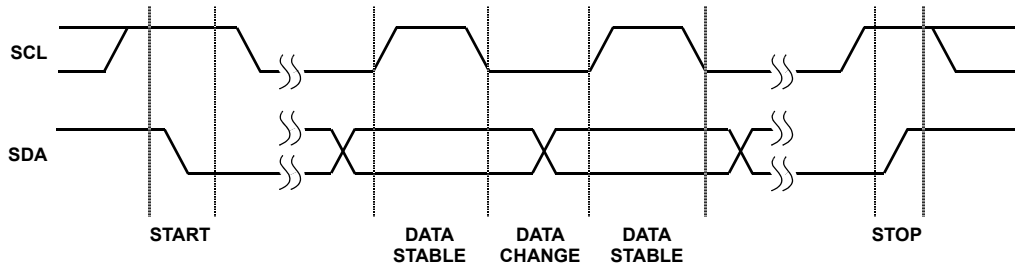 SCL
SDA
START
DATA
STABLE
DATA
CHANGE
DATA
STABLE
STOP